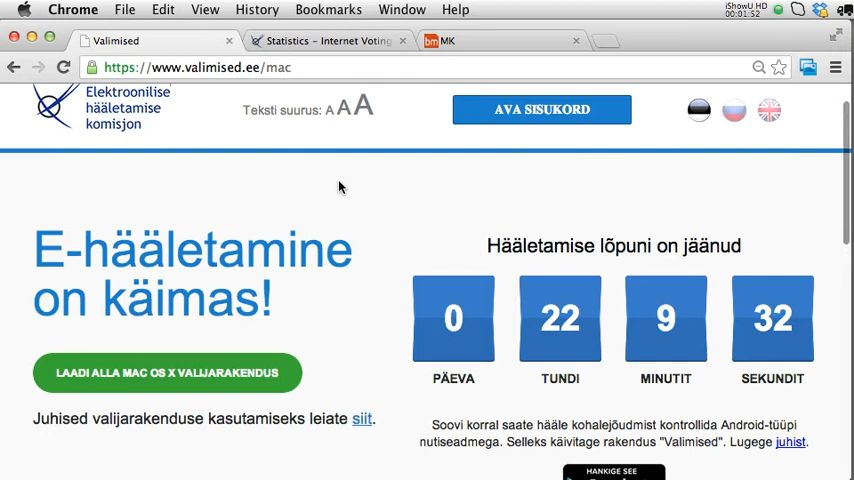 Chrome File Edit View History Bookmarks Window Help
iShowU HD
00:01:52
Valimised
Statistics – Internet Voting
bm MK
https://www.valimised.ee/mac
Elektroonilise
hääletamise
komisjon
Teksti suurus: A A A
AVA SISUKORD
E-hääletamine
on käimas!
LAADI ALLA MAC OS X VALIJARAKENDUS
Juhised valijarakenduse kasutamiseks leiate siit.
Hääletamise lõpuni on jäänud
0 22 9 32
PÄEVA TUNDI MINUTIT SEKUNDIT
Soovi korral saate hääle kohalejõudmist kontrollida Android-tüüpi
nutiseadmega. Selleks käivitage rakendus "Valimised". Lugege juhist.
HANKIGE SEE